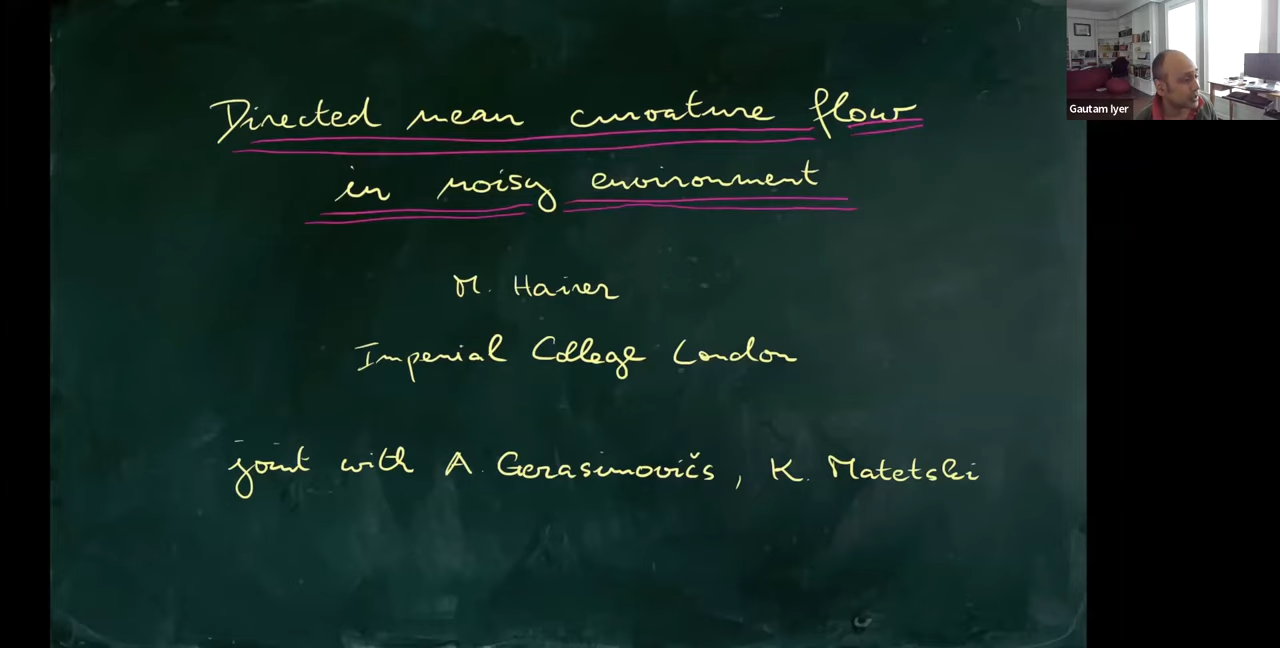 Directed mean curvature flow
in noisy environment
M. Hairer
Imperial College London
joint with A. Gerasimovičs, K. Matetski
Gautam Iyer